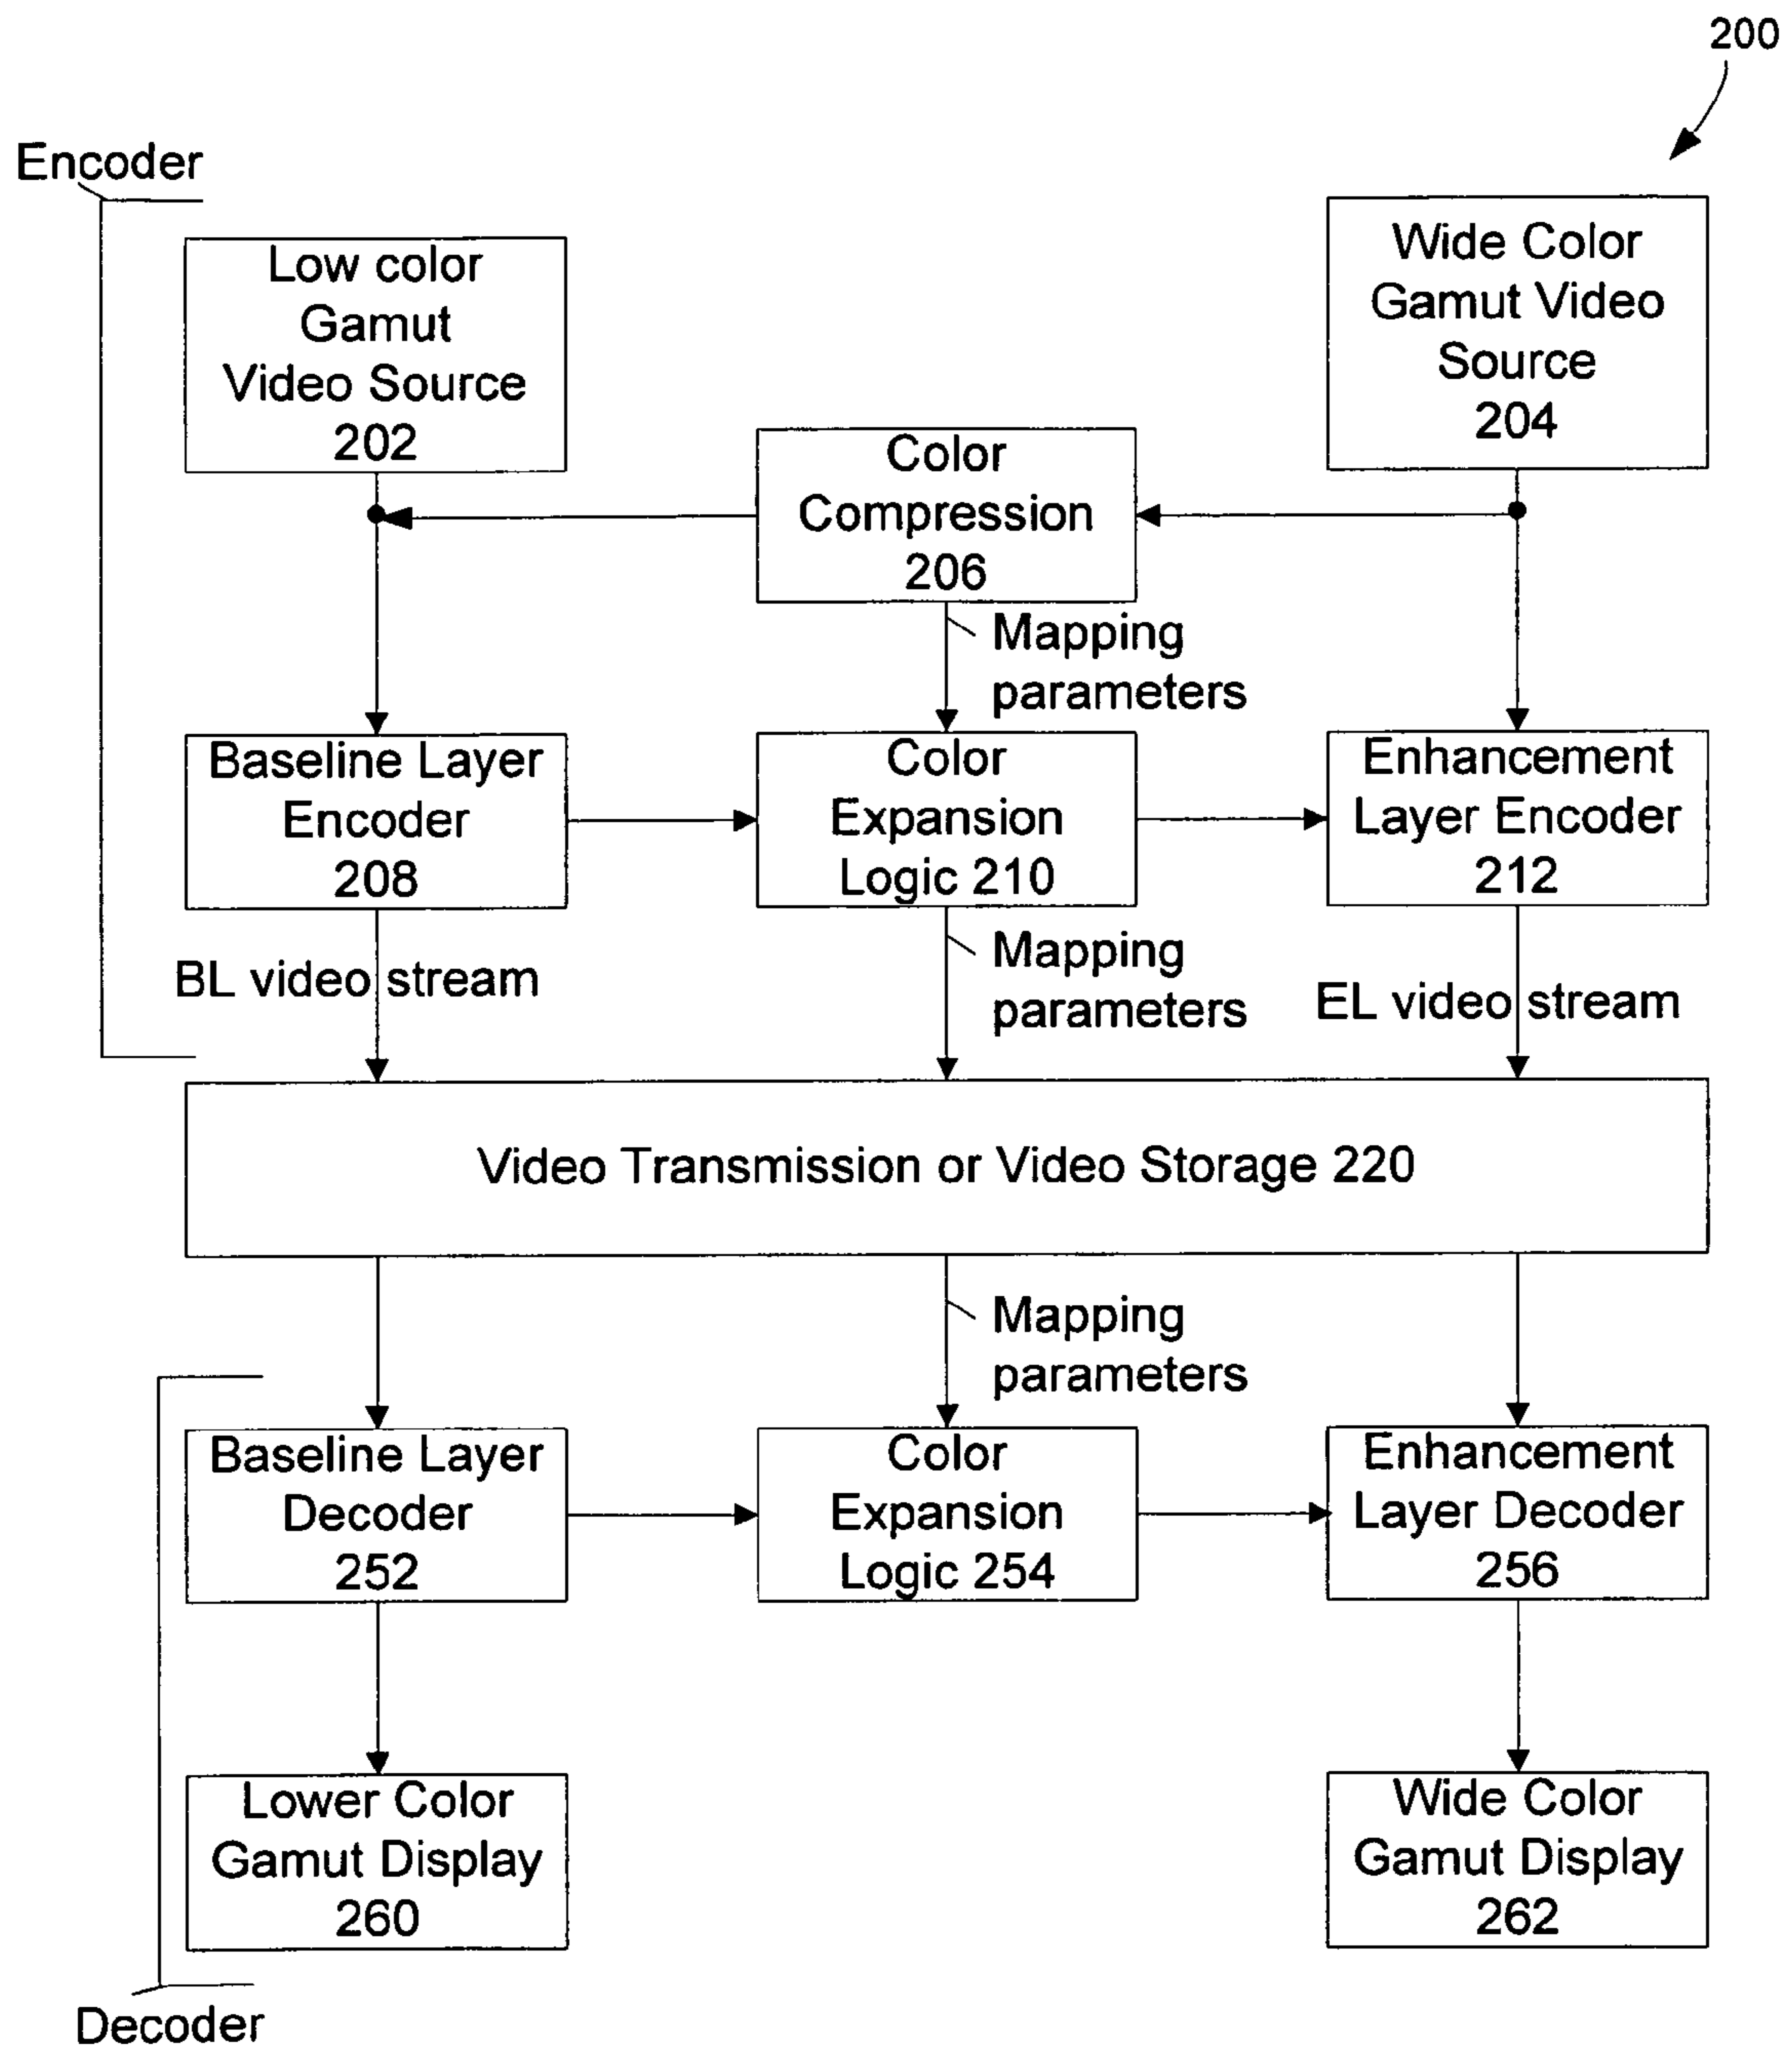 200
Encoder
Low color
Gamut
Video Source
202
Wide Color
Gamut Video
Source
204
Color
Compression
206
Mapping
parameters
Baseline Layer
Encoder
208
Color
Expansion
Logic 210
Enhancement
Layer Encoder
212
BL video stream
Mapping
parameters
EL video stream
Video Transmission or Video Storage 220
Mapping
parameters
Baseline Layer
Decoder
252
Color
Expansion
Logic 254
Enhancement
Layer Decoder
256
Lower Color
Gamut Display
260
Wide Color
Gamut Display
262
Decoder